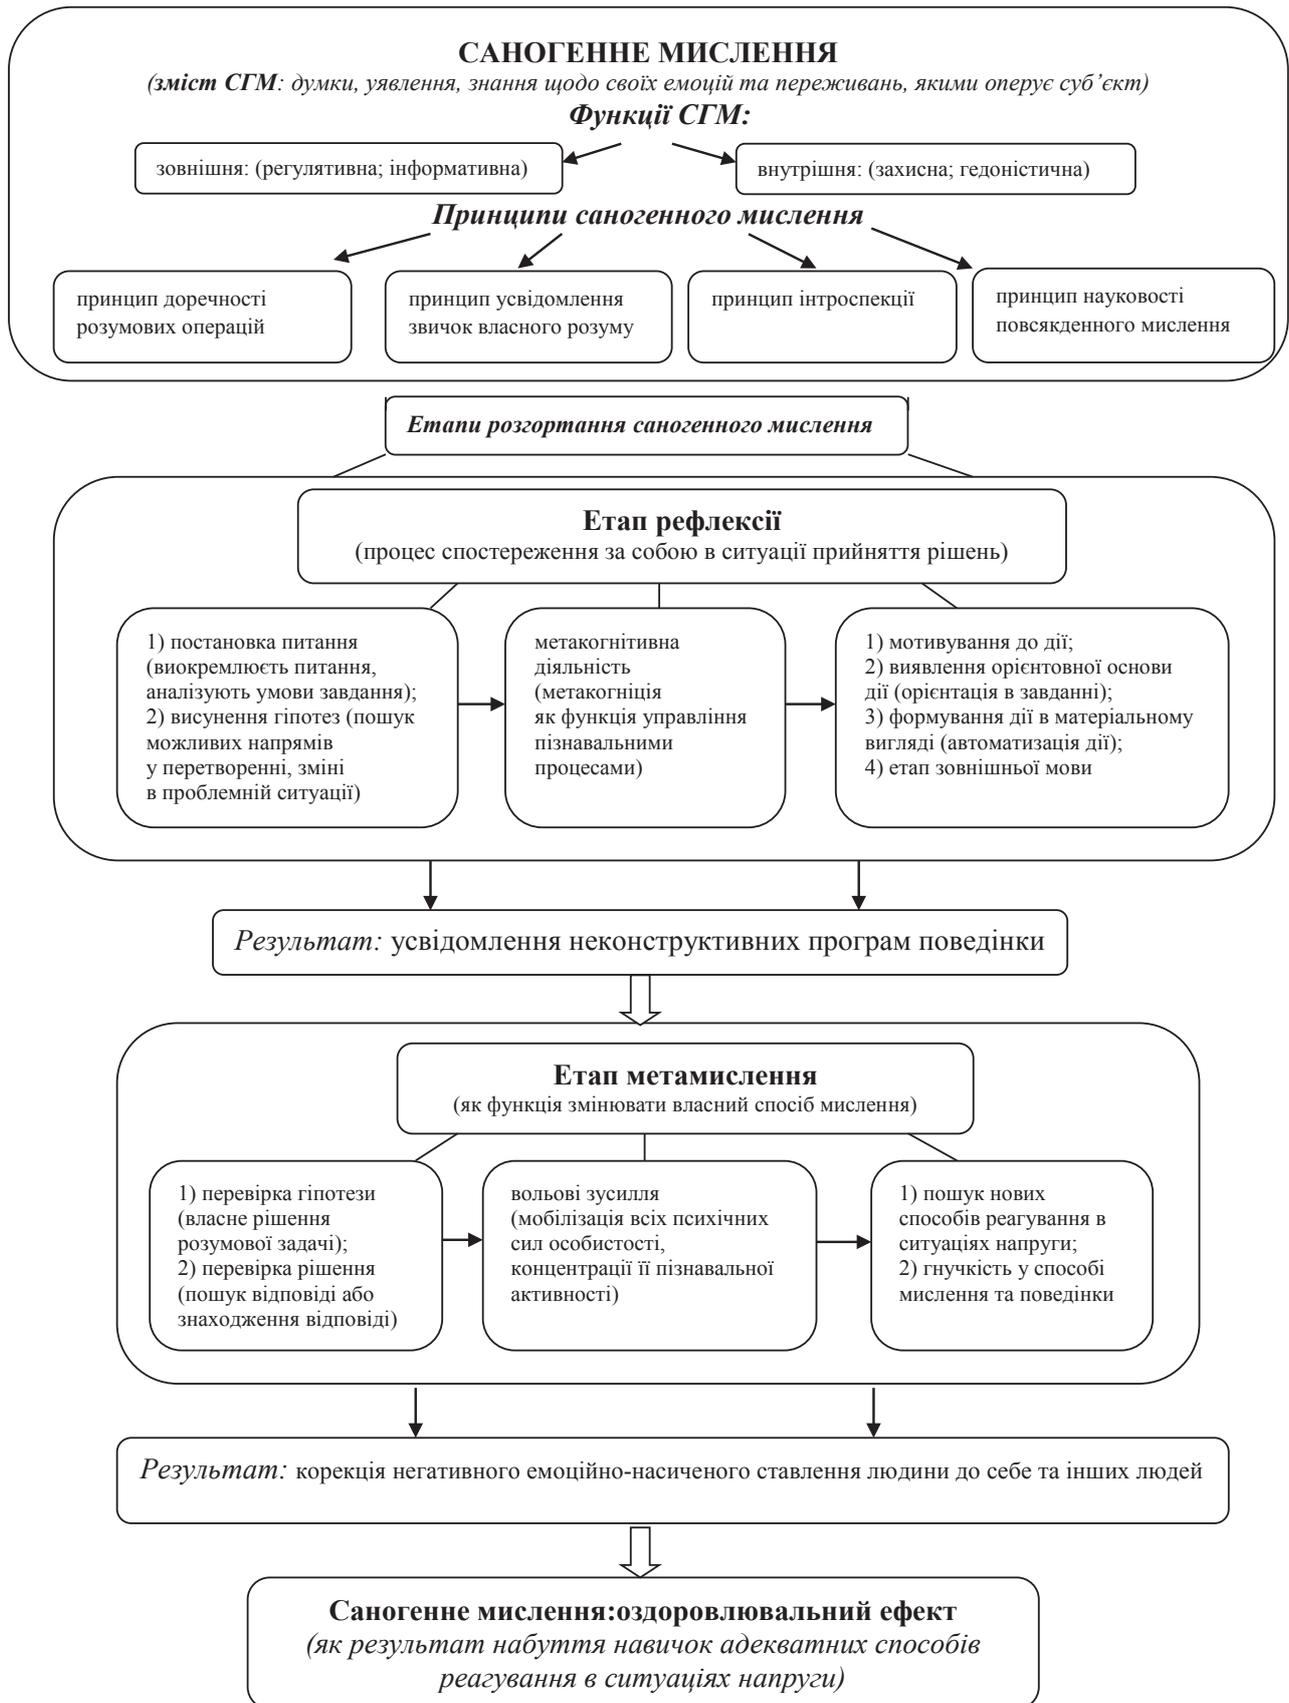 САНОГЕННЕ МИСЛЕННЯ
(зміст СГМ: думки, уявлення, знання щодо своїх емоцій та переживань, якими оперує суб’єкт)
Функції СГМ:
зовнішня: (регулятивна; інформативна)
внутрішня: (захисна; гедоністична)
Принципи саногенного мислення
принцип доречності
розумових операцій
принцип усвідомлення
звичок власного розуму
принцип інтроспекції
принцип науковості
повсякденного мислення
Етапи розгортання саногенного мислення
Етап рефлексії
(процес спостереження за собою в ситуації прийняття рішень)
1) постановка питання
(виокремлюєть питання,
аналізують умови завдання);
2) висунення гіпотез (пошук
можливих напрямів
у перетворенні, зміні
в проблемній ситуації)
метакогнітивна
діяльність
(метакогніція
як функція управління
пізнавальними
процесами)
1) мотивування до дії;
2) виявлення орієнтовної основи
дії (орієнтація в завданні);
3) формування дії в матеріальному
вигляді (автоматизація дії);
4) етап зовнішньої мови
Результат: усвідомлення неконструктивних програм поведінки
Етап метамислення
(як функція змінювати власний спосіб мислення)
1) перевірка гіпотези
(власне рішення
розумової задачі);
2) перевірка рішення
(пошук відповіді або
знаходження відповіді)
вольові зусилля
(мобілізація всіх психічних
сил особистості,
концентрації її пізнавальної
активності)
1) пошук нових
способів реагування в
ситуаціях напруги;
2) гнучкість у способі
мислення та поведінки
Результат: корекція негативного емоційно-насиченого ставлення людини до себе та інших людей
Саногенне мислення:оздоровлювальний ефект
(як результат набуття навичок адекватних способів
реагування в ситуаціях напруги)